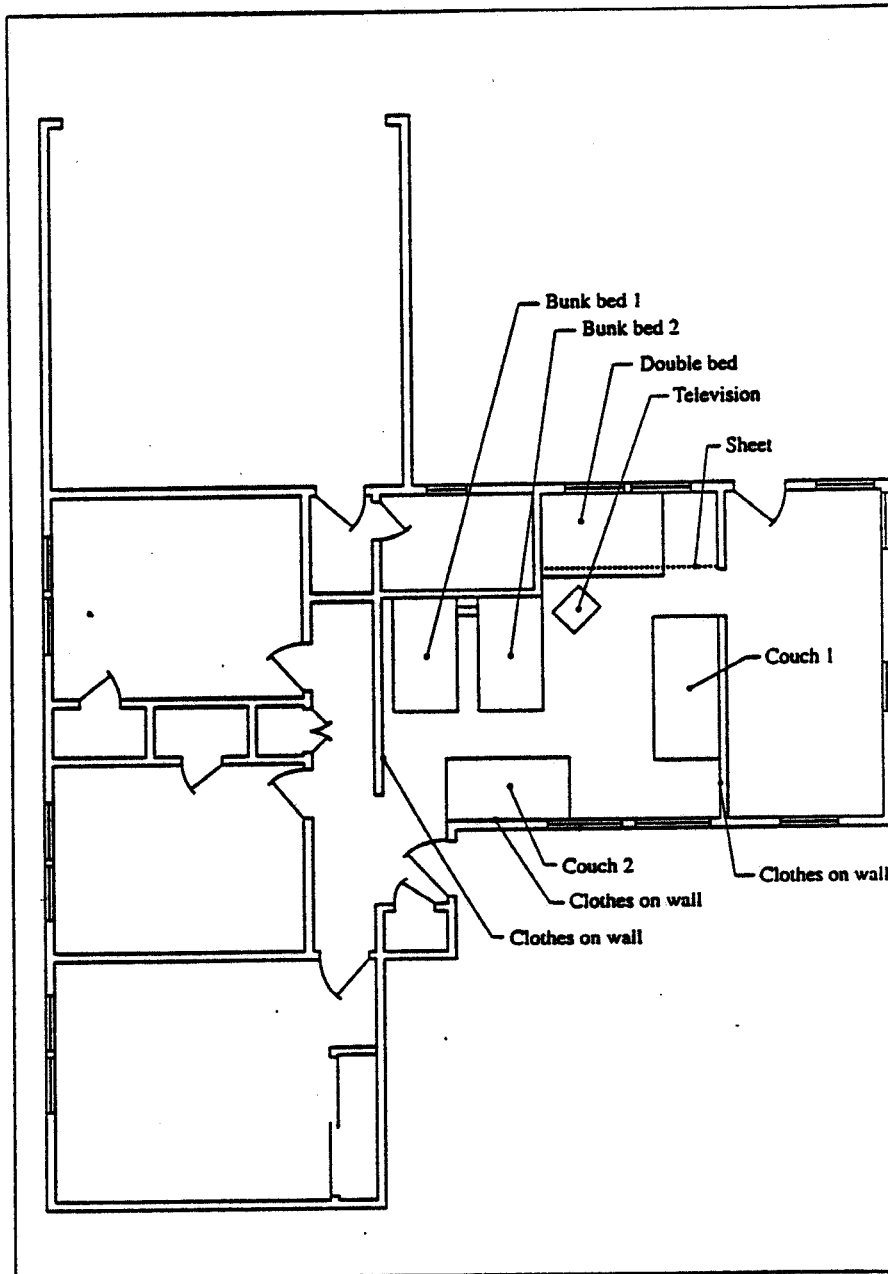 Bunk bed 1
Bunk bed 2
Double bed
Television
Sheet
Couch 1
Couch 2
Clothes on wall
Clothes on wall
Clothes on wall